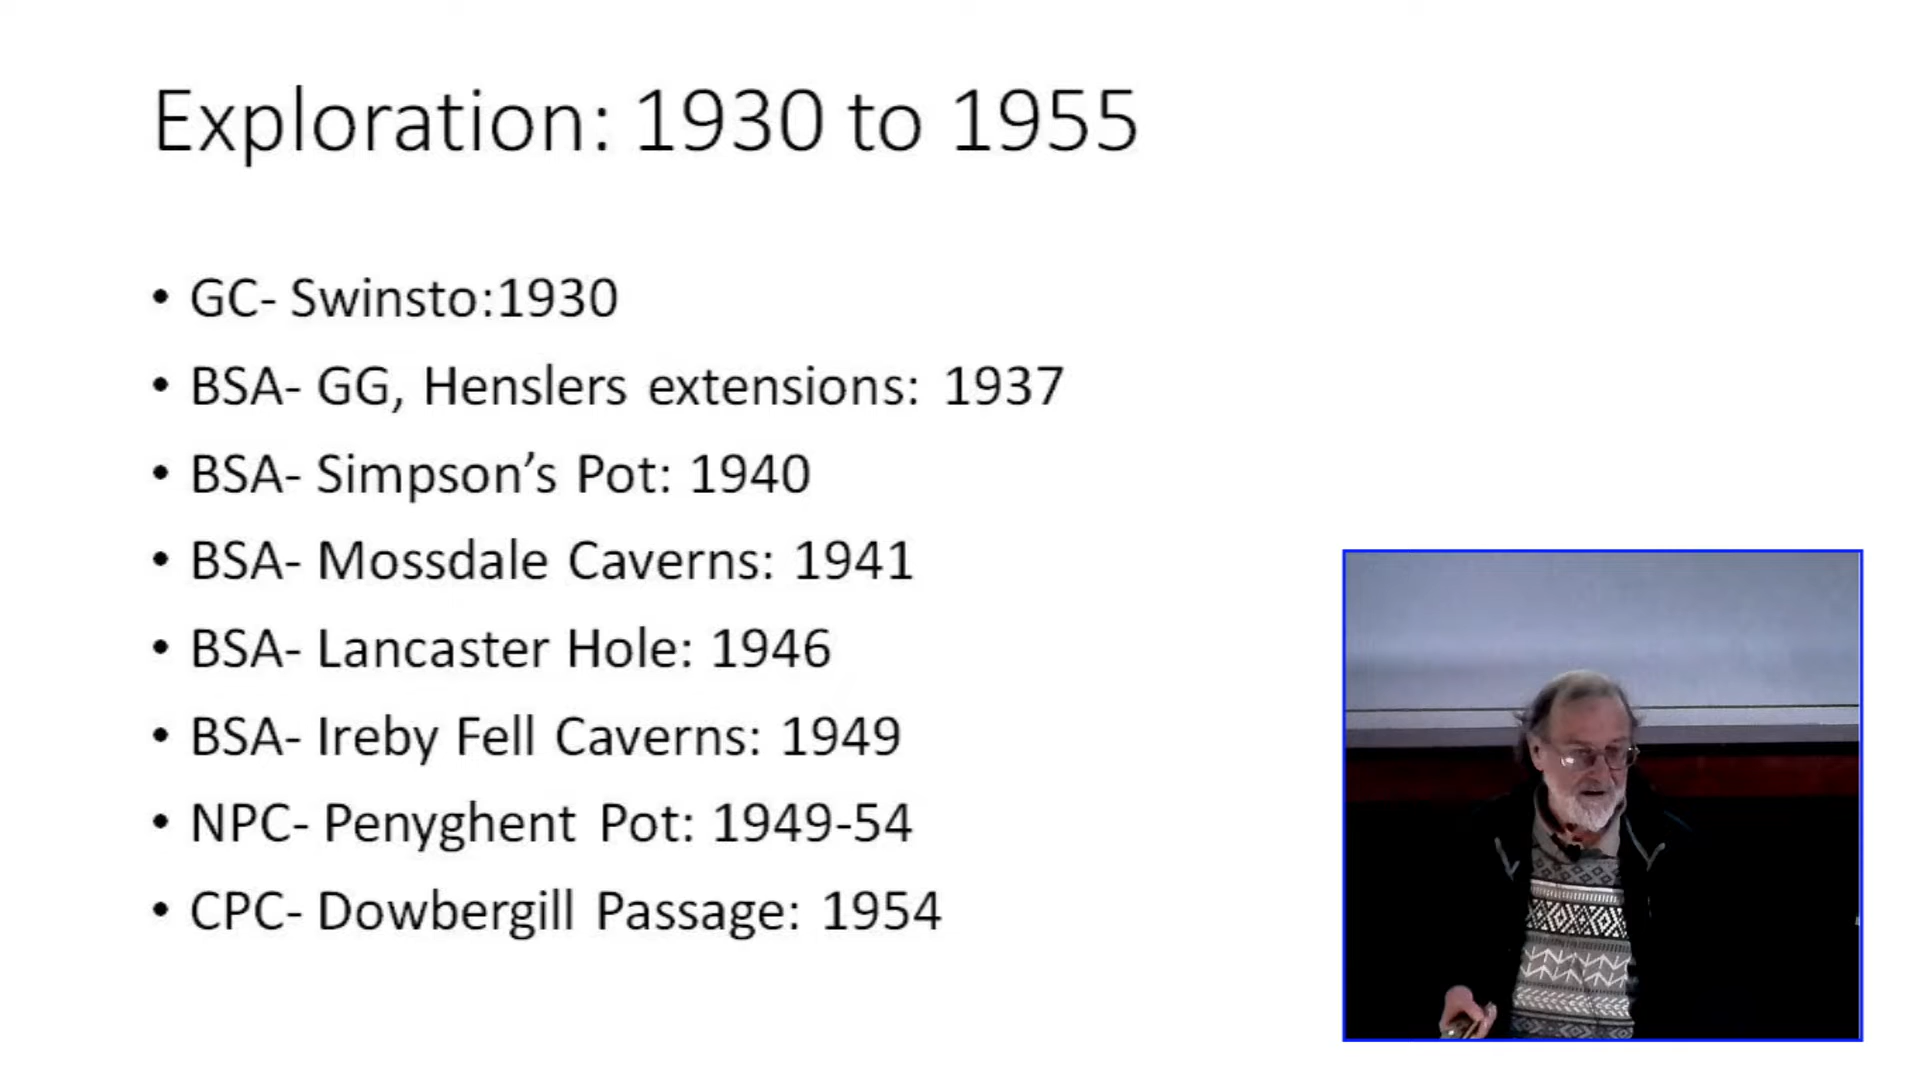 Exploration: 1930 to 1955
• GC- Swinsto:1930
• BSA- GG, Henslers extensions: 1937
• BSA- Simpson’s Pot: 1940
• BSA- Mossdale Caverns: 1941
• BSA- Lancaster Hole: 1946
• BSA- Ireby Fell Caverns: 1949
• NPC- Penyghent Pot: 1949-54
• CPC- Dowbergill Passage: 1954